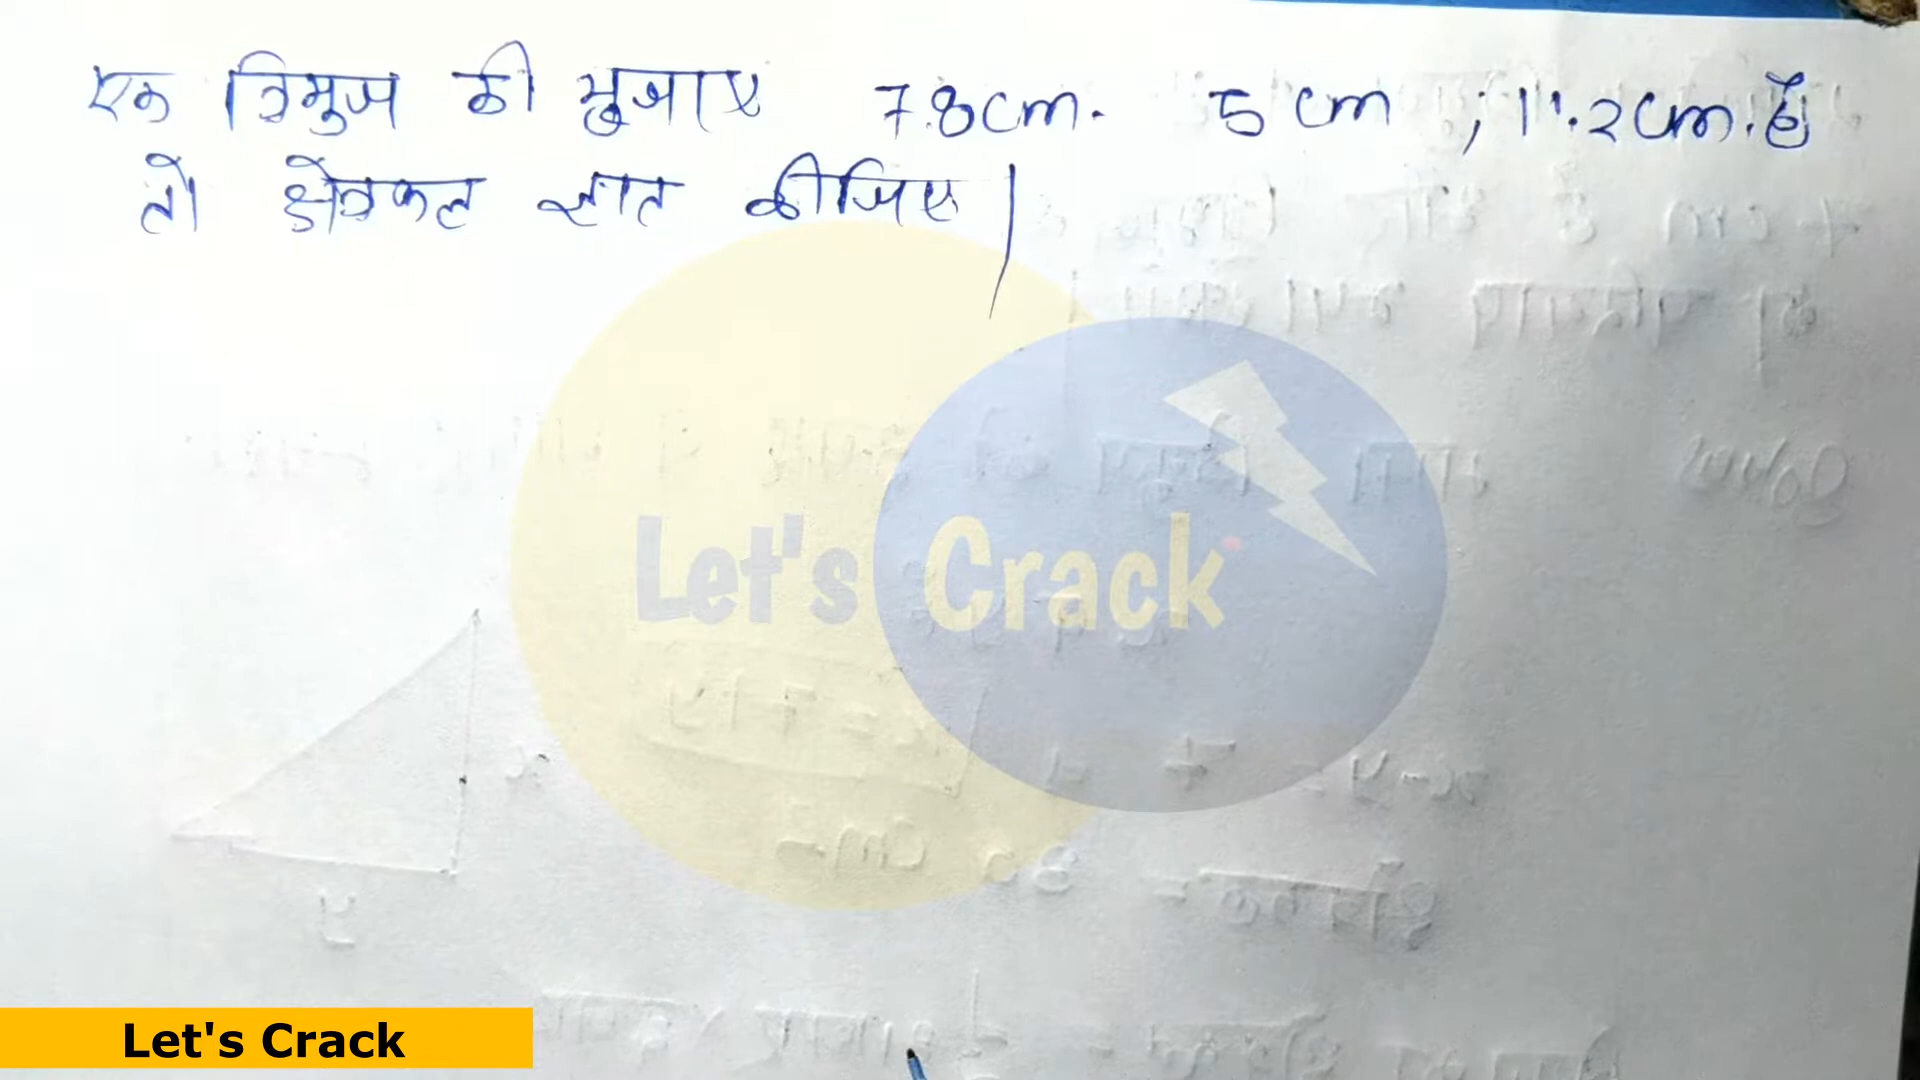 एक त्रिभुज की भुजाए 7.8cm. 5 cm ; 11.2cm. है
तो क्षेत्रफल ज्ञात कीजिए |
Let's Crack
Let's Crack